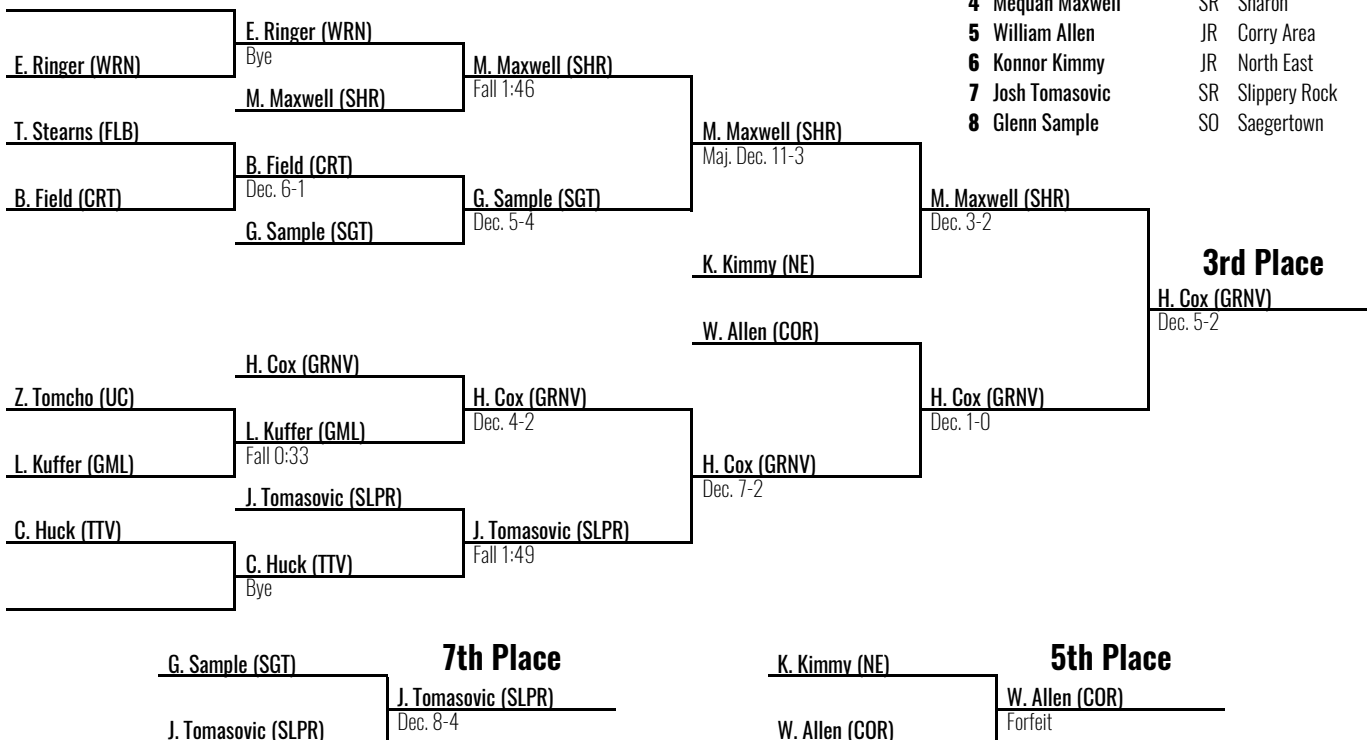 4 Mequan Maxwell SR Sharon
5 William Allen JR Corry Area
6 Konnor Kimmy JR North East
7 Josh Tomasovic SR Slippery Rock
8 Glenn Sample SO Saegertown
E. Ringer (WRN)
Bye
E. Ringer (WRN)
M. Maxwell (SHR)
Fall 1:46
M. Maxwell (SHR)
T. Stearns (FLB)
M. Maxwell (SHR)
Maj. Dec. 11-3
B. Field (CRT)
Dec. 6-1
B. Field (CRT)
G. Sample (SGT)
Dec. 5-4
M. Maxwell (SHR)
Dec. 3-2
G. Sample (SGT)
K. Kimmy (NE)
3rd Place
H. Cox (GRNV)
Dec. 5-2
W. Allen (COR)
H. Cox (GRNV)
Z. Tomcho (UC)
H. Cox (GRNV)
Dec. 4-2
H. Cox (GRNV)
Dec. 1-0
L. Kuffer (GML)
Fall 0:33
L. Kuffer (GML)
H. Cox (GRNV)
Dec. 7-2
J. Tomasovic (SLPR)
C. Huck (TTV)
J. Tomasovic (SLPR)
Fall 1:49
C. Huck (TTV)
Bye
7th Place
G. Sample (SGT)
J. Tomasovic (SLPR)
Dec. 8-4
J. Tomasovic (SLPR)
5th Place
K. Kimmy (NE)
W. Allen (COR)
Forfeit
W. Allen (COR)